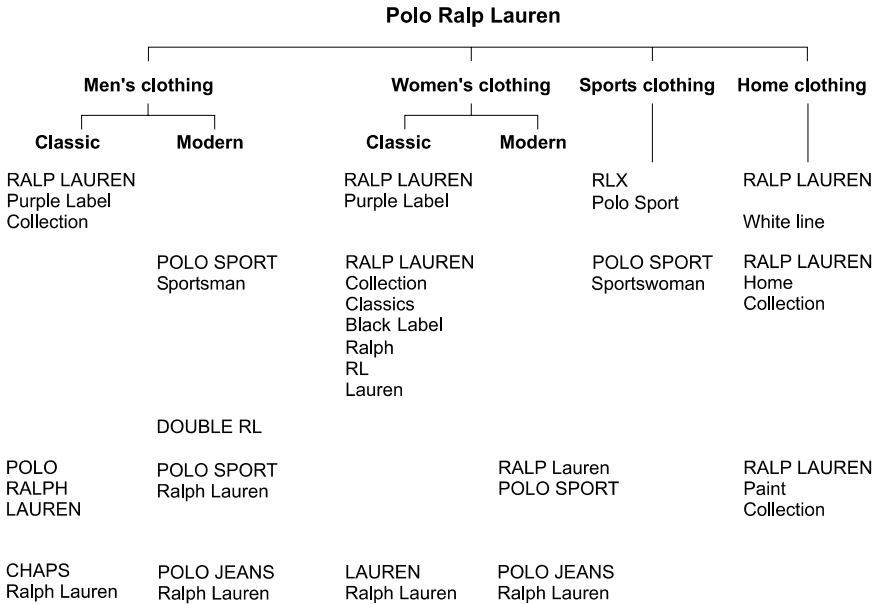 Polo Ralp Lauren
Men's clothing
Women's clothing
Sports clothing
Home clothing
Classic
Modern
Classic
Modern
RALP LAUREN
Purple Label
Collection
RALP LAUREN
Purple Label
RLX
Polo Sport
RALP LAUREN
White line
POLO SPORT
Sportsman
RALP LAUREN
Collection
Classics
Black Label
Ralph
RL
Lauren
POLO SPORT
Sportswoman
RALP LAUREN
Home
Collection
DOUBLE RL
POLO
RALPH
LAUREN
POLO SPORT
Ralph Lauren
RALP Lauren
POLO SPORT
RALP LAUREN
Paint
Collection
CHAPS
Ralph Lauren
POLO JEANS
Ralph Lauren
LAUREN
Ralph Lauren
POLO JEANS
Ralph Lauren